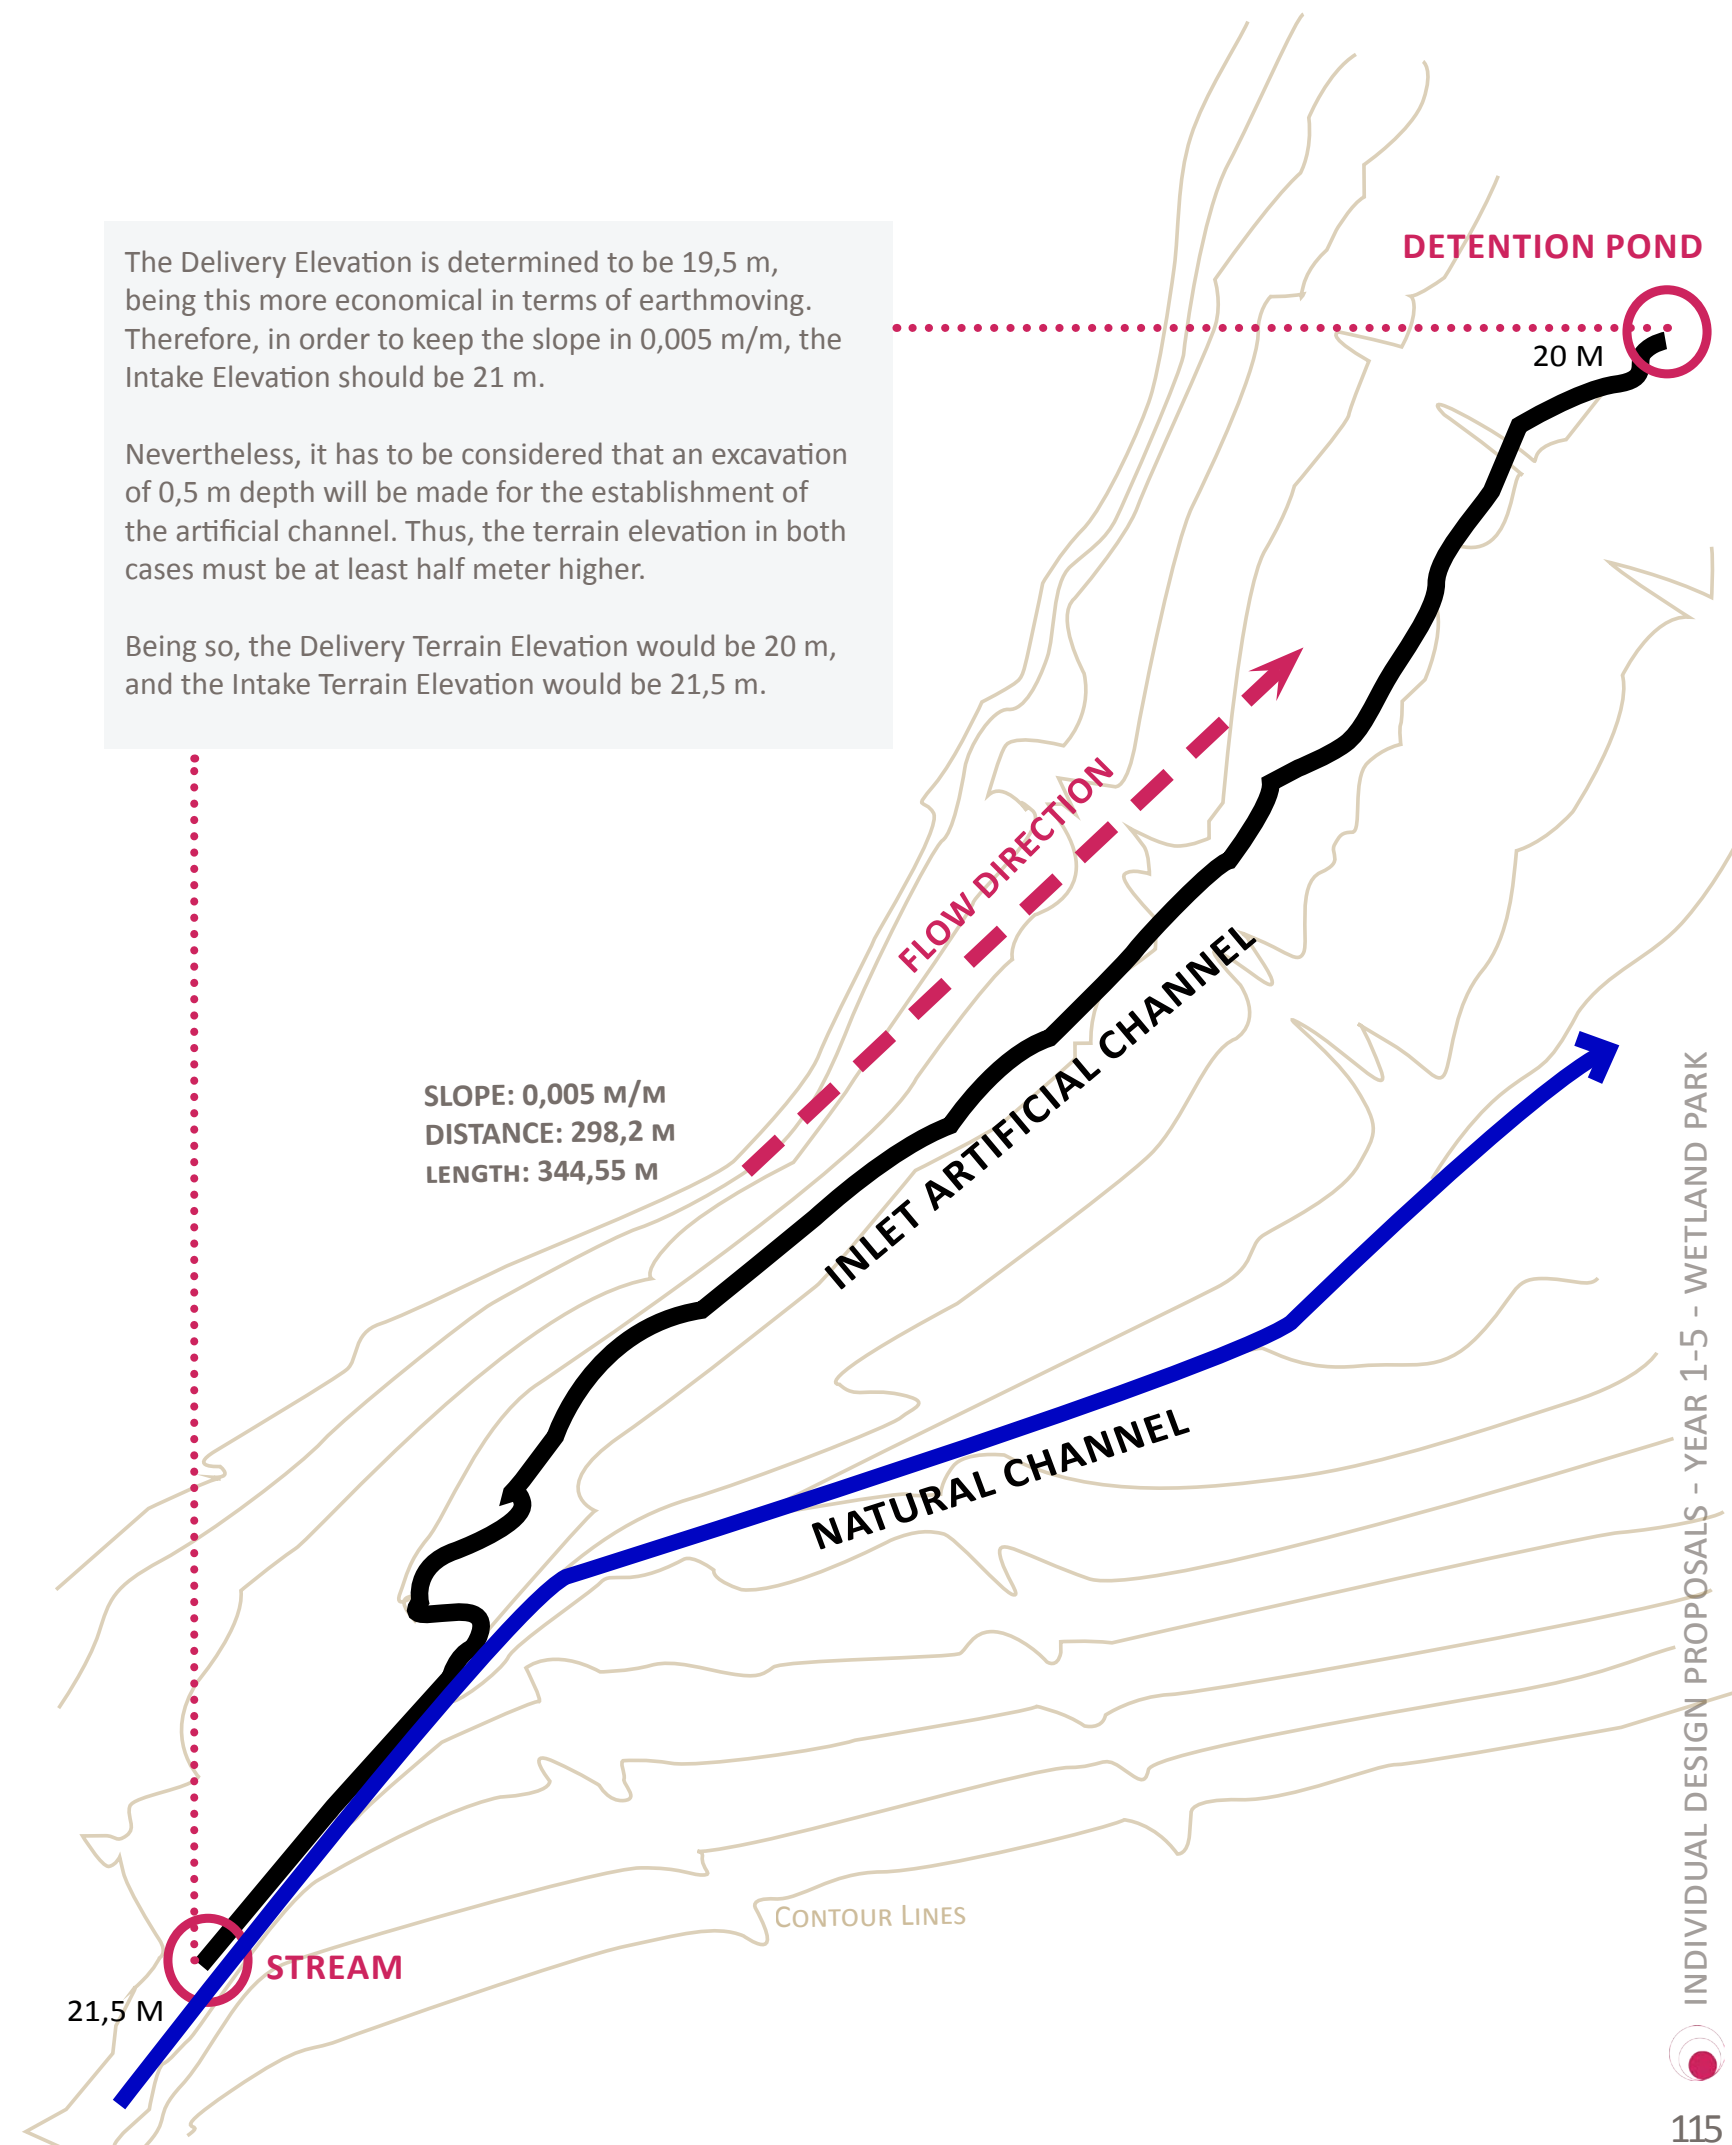 The Delivery Elevation is determined to be 19,5 m,
being this more economical in terms of earthmoving.
Therefore, in order to keep the slope in 0,005 m/m, the
Intake Elevation should be 21 m.
Nevertheless, it has to be considered that an excavation
of 0,5 m depth will be made for the establishment of
the artificial channel. Thus, the terrain elevation in both
cases must be at least half meter higher.
Being so, the Delivery Terrain Elevation would be 20 m,
and the Intake Terrain Elevation would be 21,5 m.
DETENTION POND
20 M
FLOW DIRECTION
SLOPE: 0,005 M/M
DISTANCE: 298,2 M
LENGTH: 344,55 M
INLET ARTIFICIAL CHANNEL
NATURAL CHANNEL
CONTOUR LINES
STREAM
21,5 M
INDIVIDUAL DESIGN PROPOSALS - YEAR 1-5 - WETLAND PARK
115